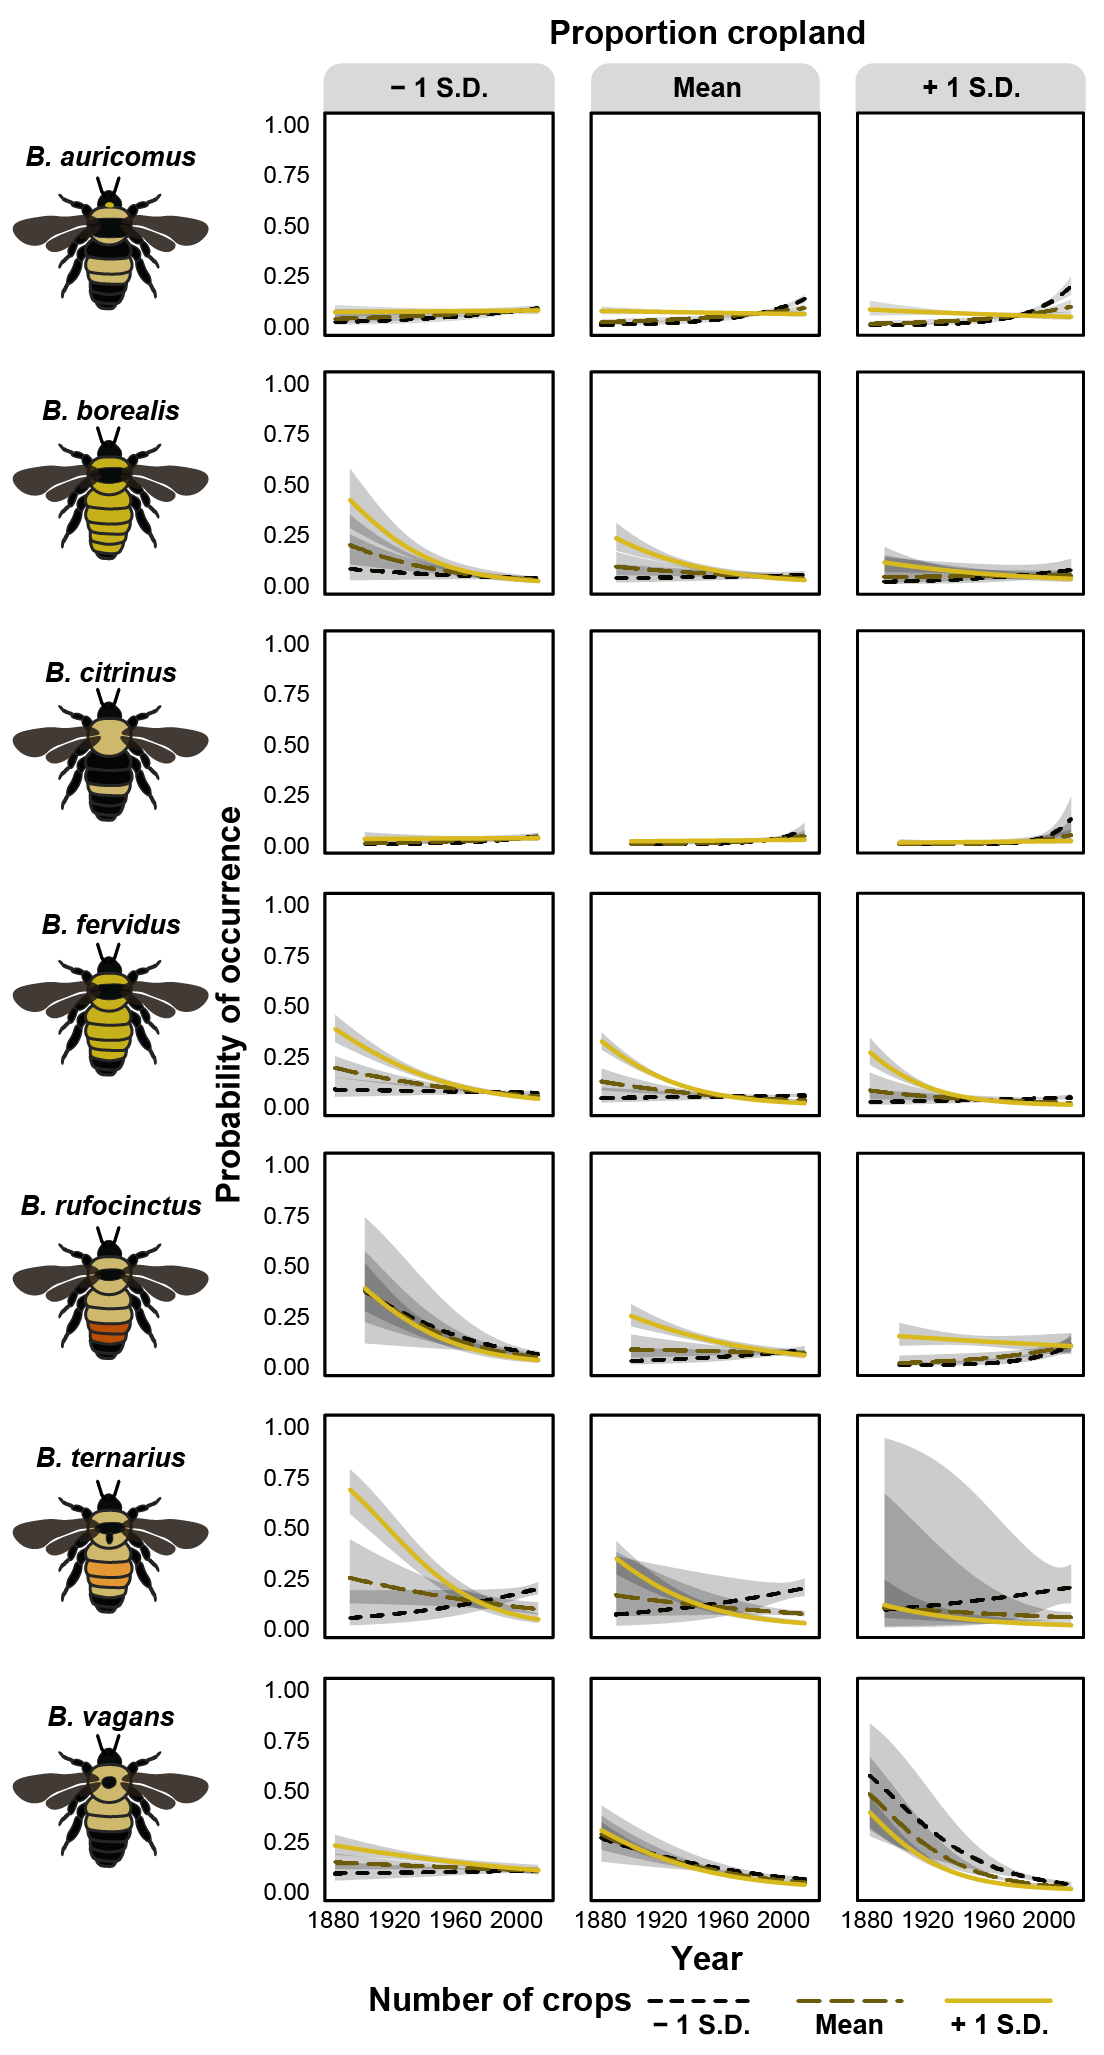 Proportion cropland
− 1 S.D. Mean + 1 S.D.
B. auricomus
1.00
0.75
0.50
0.25
0.00
B. borealis
1.00
0.75
0.50
0.25
0.00
B. citrinus
1.00
0.75
0.50
0.25
0.00
Probability of occurrence
B. fervidus
1.00
0.75
0.50
0.25
0.00
B. rufocinctus
1.00
0.75
0.50
0.25
0.00
B. ternarius
1.00
0.75
0.50
0.25
0.00
B. vagans
1.00
0.75
0.50
0.25
0.00
1880 1920 1960 2000 1880 1920 1960 2000 1880 1920 1960 2000
Year
Number of crops
− 1 S.D. Mean + 1 S.D.